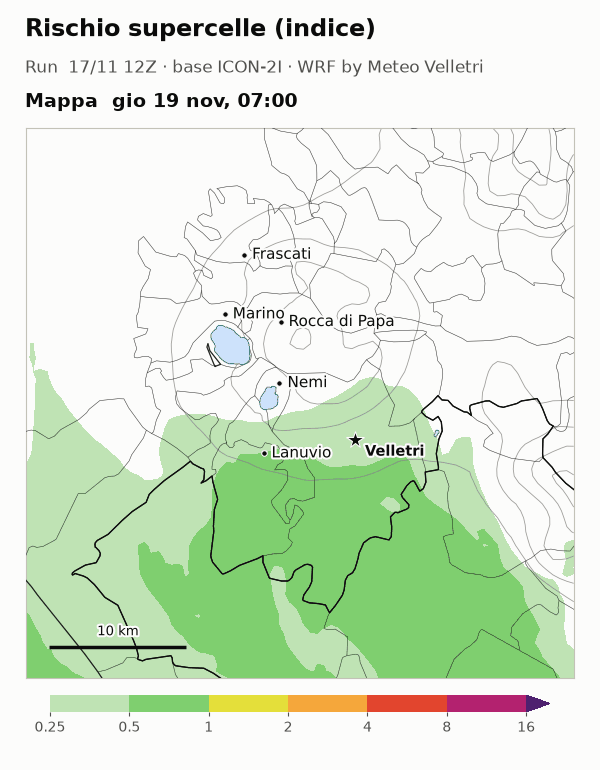 Rischio supercelle (indice)
Run  17/11 12Z · base ICON-2I · WRF by Meteo Velletri
Mappa  gio 19 nov, 07:00
Frascati
Marino
Rocca di Papa
Nemi
Lanuvio
Velletri
10 km
0.25 0.5 1 2 4 8 16